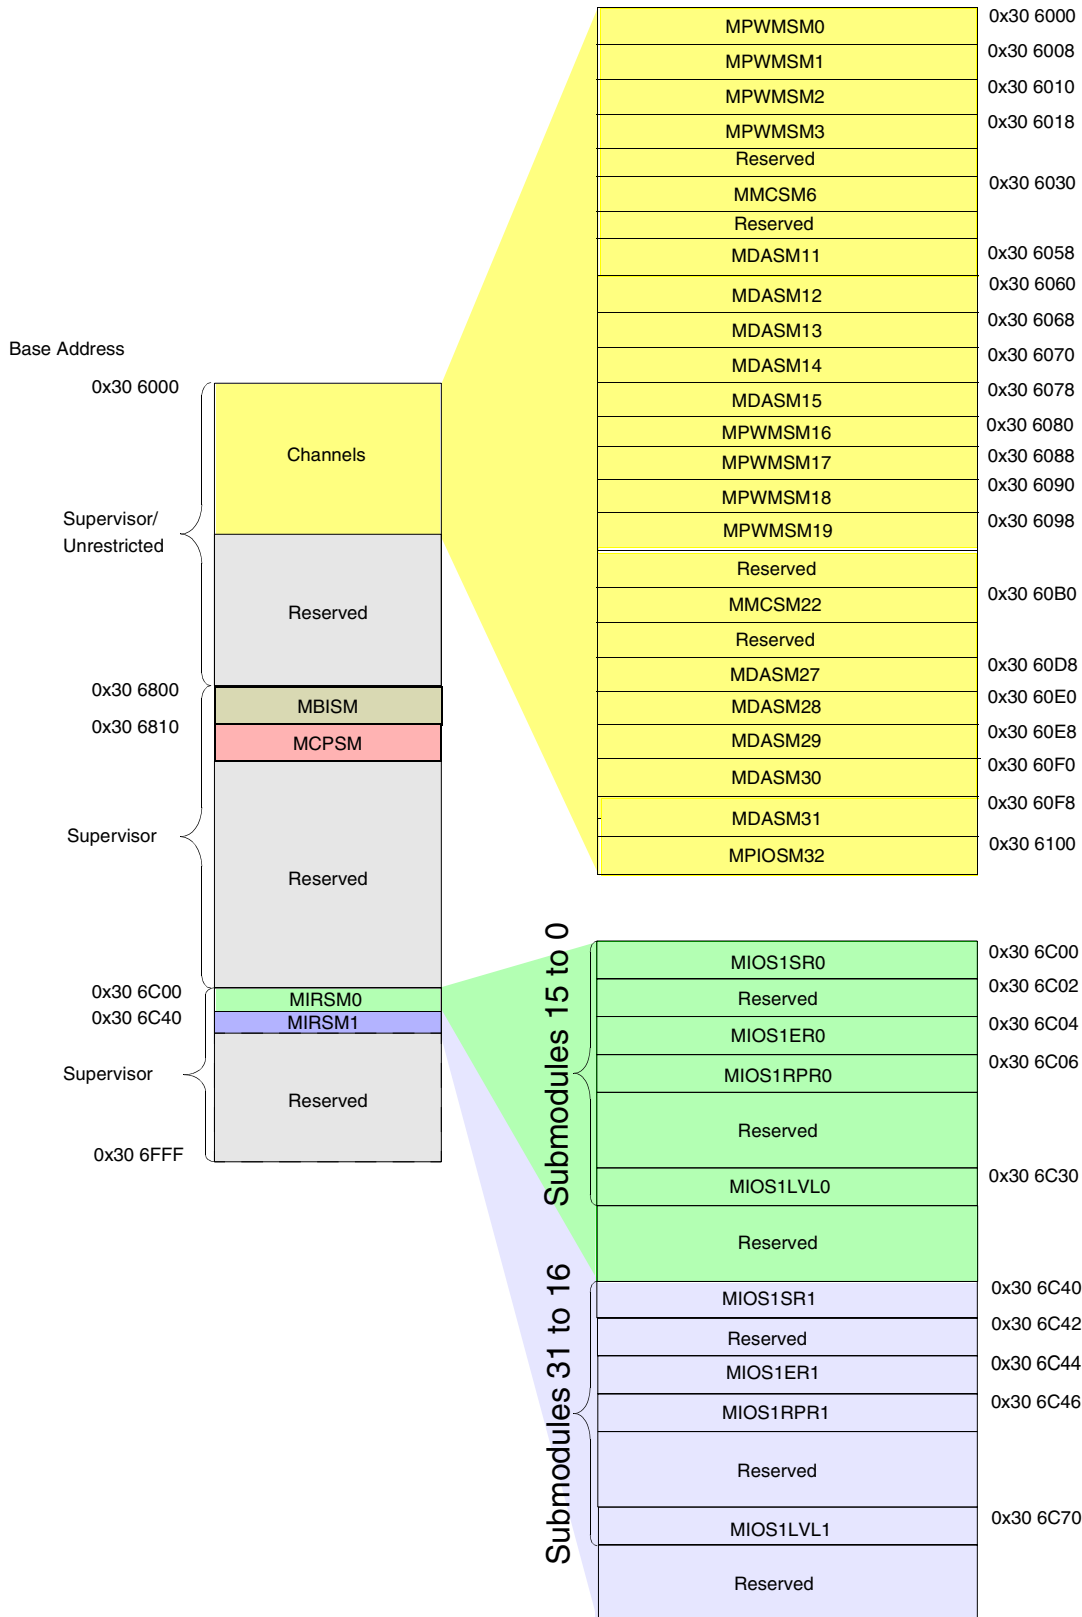 Base Address
0x30 6000
Channels
Supervisor/
Unrestricted
Reserved
0x30 6800
MBISM
0x30 6810
MCPSM
Supervisor
Reserved
0x30 6C00
MIRSM0
0x30 6C40
MIRSM1
Supervisor
Reserved
0x30 6FFF
MPWMSM0 0x30 6000
MPWMSM1 0x30 6008
MPWMSM2 0x30 6010
MPWMSM3 0x30 6018
Reserved
MMCSM6 0x30 6030
Reserved
MDASM11 0x30 6058
MDASM12 0x30 6060
MDASM13 0x30 6068
MDASM14 0x30 6070
MDASM15 0x30 6078
MPWMSM16 0x30 6080
MPWMSM17 0x30 6088
MPWMSM18 0x30 6090
MPWMSM19 0x30 6098
Reserved
MMCSM22 0x30 60B0
Reserved
MDASM27 0x30 60D8
MDASM28 0x30 60E0
MDASM29 0x30 60E8
MDASM30 0x30 60F0
MDASM31 0x30 60F8
MPIOSM32 0x30 6100
Submodules 15 to 0
MIOS1SR0 0x30 6C00
Reserved 0x30 6C02
MIOS1ER0 0x30 6C04
MIOS1RPR0 0x30 6C06
Reserved
MIOS1LVL0 0x30 6C30
Reserved
Submodules 31 to 16
MIOS1SR1 0x30 6C40
Reserved 0x30 6C42
MIOS1ER1 0x30 6C44
MIOS1RPR1 0x30 6C46
Reserved
MIOS1LVL1 0x30 6C70
Reserved